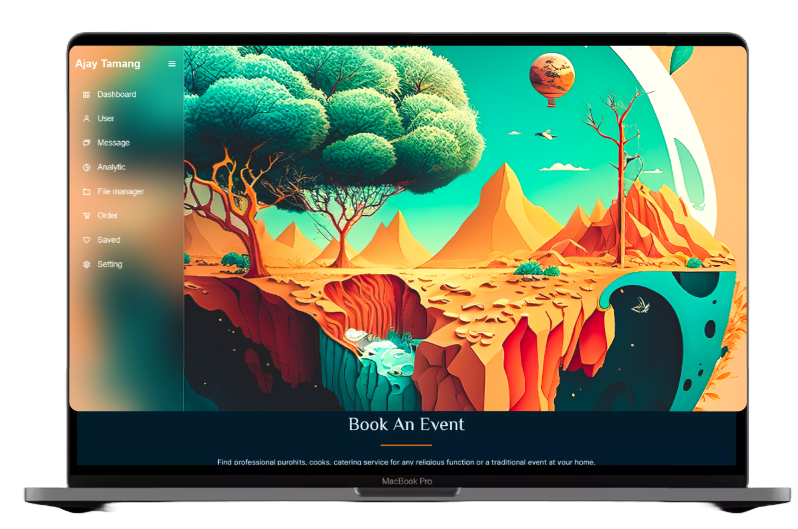 Ajay Tamang
Dashboard
User
Message
Analytic
File manager
Order
Saved
Setting
Book An Event
Find professional purohits, cooks, catering service for any religious function or a traditional event at your home.
MacBook Pro